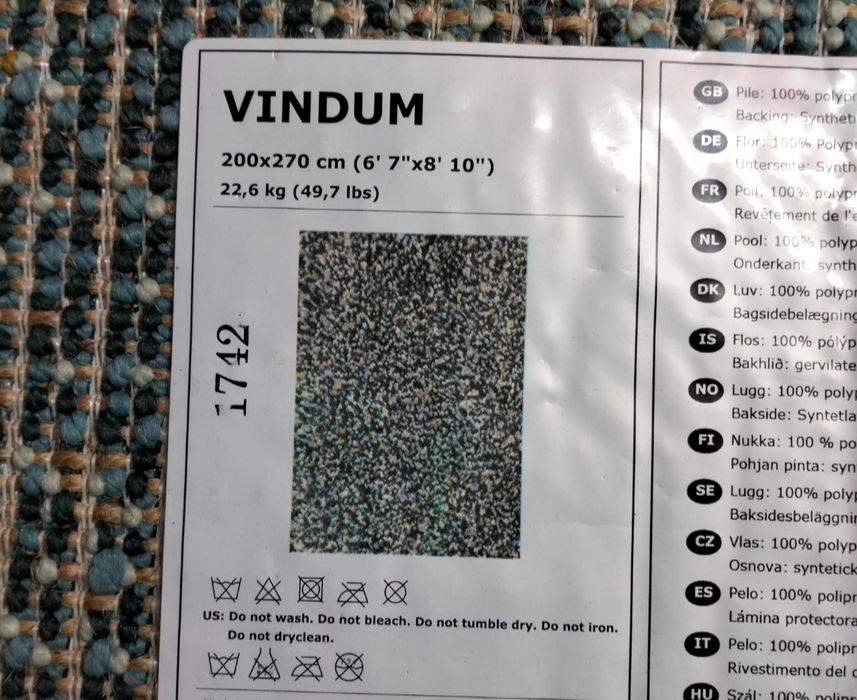 VINDUM
200x270 cm (6' 7"x8' 10")
22,6 kg (49,7 lbs)
1742
US: Do not wash. Do not bleach. Do not tumble dry. Do not iron.
Do not dryclean.
GB Pile: 100% polypr
Backing: Syntheti
DE Flor: 100% Polypr
Unterseite: Synth
FR Poil: 100% polypr
Revêtement de l'e
NL Pool: 100% polyp
Onderkant: synth
DK Luv: 100% polypr
Bagsidebelægning
IS Flos: 100% pólýp
Bakhlið: gervilate
NO Lugg: 100% polyp
Bakside: Syntetla
FI Nukka: 100 % po
Pohjan pinta: syn
SE Lugg: 100% polyp
Baksidesbeläggnin
CZ Vlas: 100% polyp
Osnova: syntetick
ES Pelo: 100% polipr
Lámina protectora
IT Pelo: 100% polipr
Rivestimento del
HU Szál: 100% polipr